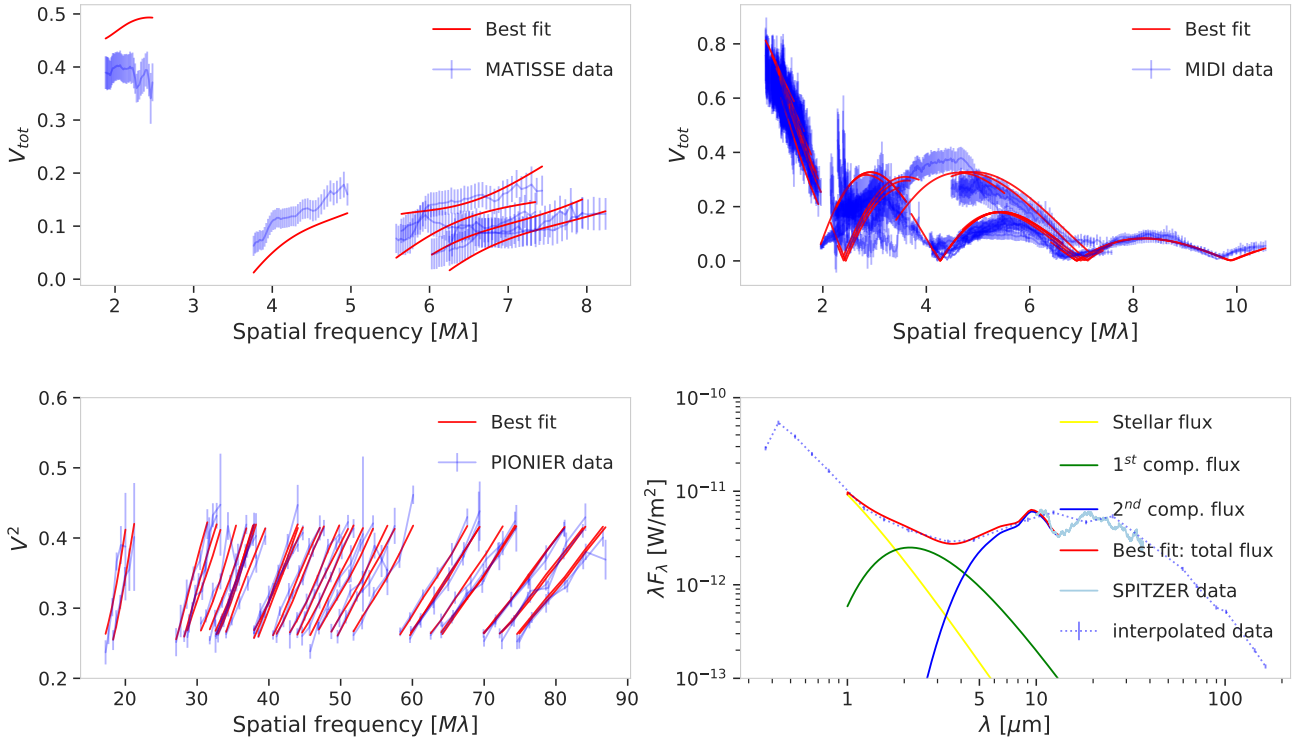 0.5
0.4
0.3
0.2
0.1
0.0
V_tot
Best fit
MATISSE data
2 3 4 5 6 7 8
Spatial frequency [Mλ]
0.8
0.6
0.4
0.2
0.0
V_tot
Best fit
MIDI data
2 4 6 8 10
Spatial frequency [Mλ]
0.6
0.5
0.4
0.3
0.2
V²
Best fit
PIONIER data
20 30 40 50 60 70 80 90
Spatial frequency [Mλ]
10⁻¹⁰
10⁻¹¹
10⁻¹²
10⁻¹³
λF_λ [W/m²]
Stellar flux
1ˢᵗ comp. flux
2ⁿᵈ comp. flux
Best fit: total flux
SPITZER data
interpolated data
1 5 10 100
λ [μm]